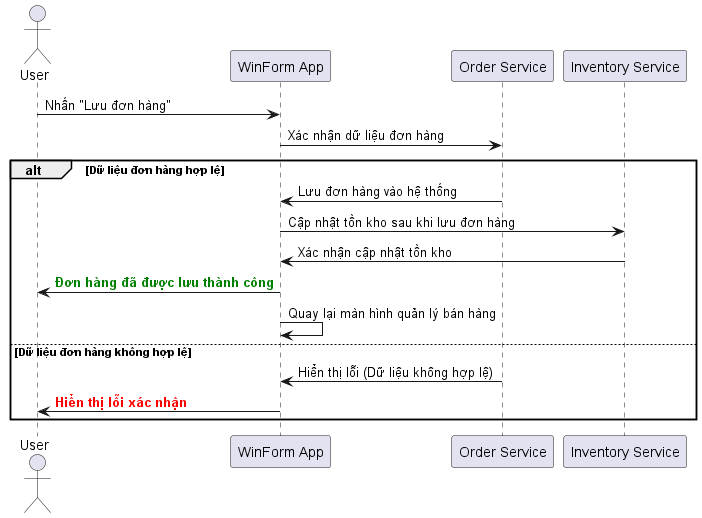 User
WinForm App
Order Service
Inventory Service
Nhấn "Lưu đơn hàng"
Xác nhận dữ liệu đơn hàng
alt
[Dữ liệu đơn hàng hợp lệ]
Lưu đơn hàng vào hệ thống
Cập nhật tồn kho sau khi lưu đơn hàng
Xác nhận cập nhật tồn kho
Đơn hàng đã được lưu thành công
Quay lại màn hình quản lý bán hàng
[Dữ liệu đơn hàng không hợp lệ]
Hiển thị lỗi (Dữ liệu không hợp lệ)
Hiển thị lỗi xác nhận
User
WinForm App
Order Service
Inventory Service